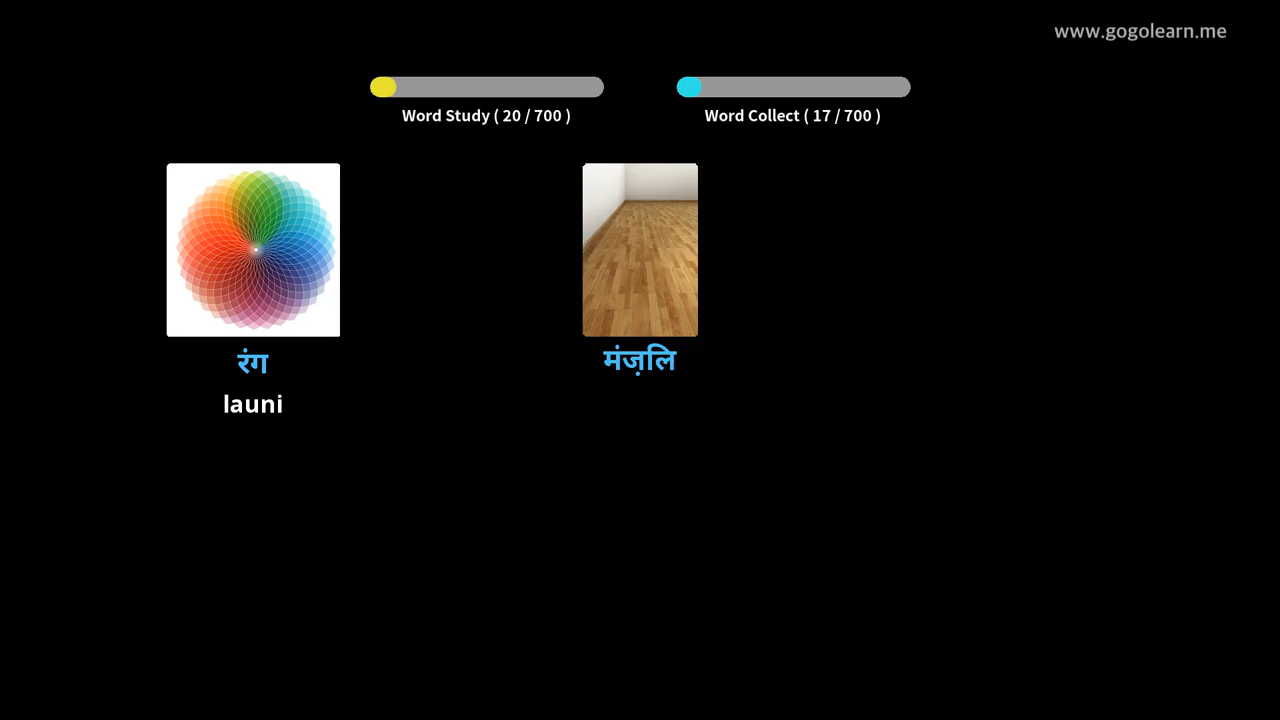 www.gogolearn.me
Word Study ( 20 / 700 )
Word Collect ( 17 / 700 )
रंग
launi
मंज़लि